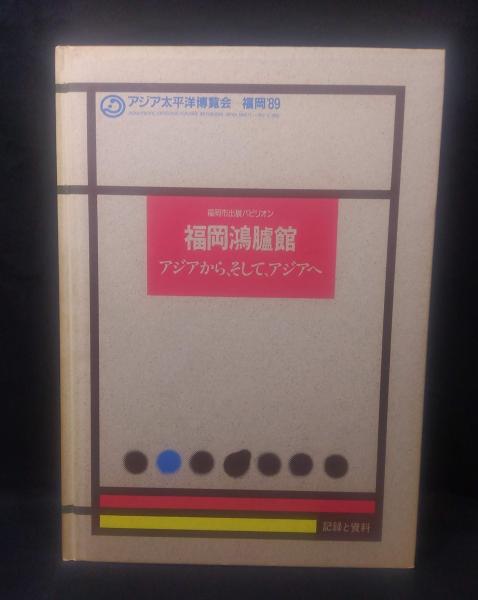 アジア太平洋博覧会—福岡'89
福岡市出展パビリオン
福岡鴻臚館
アジアから、そして、アジアへ
記録と資料